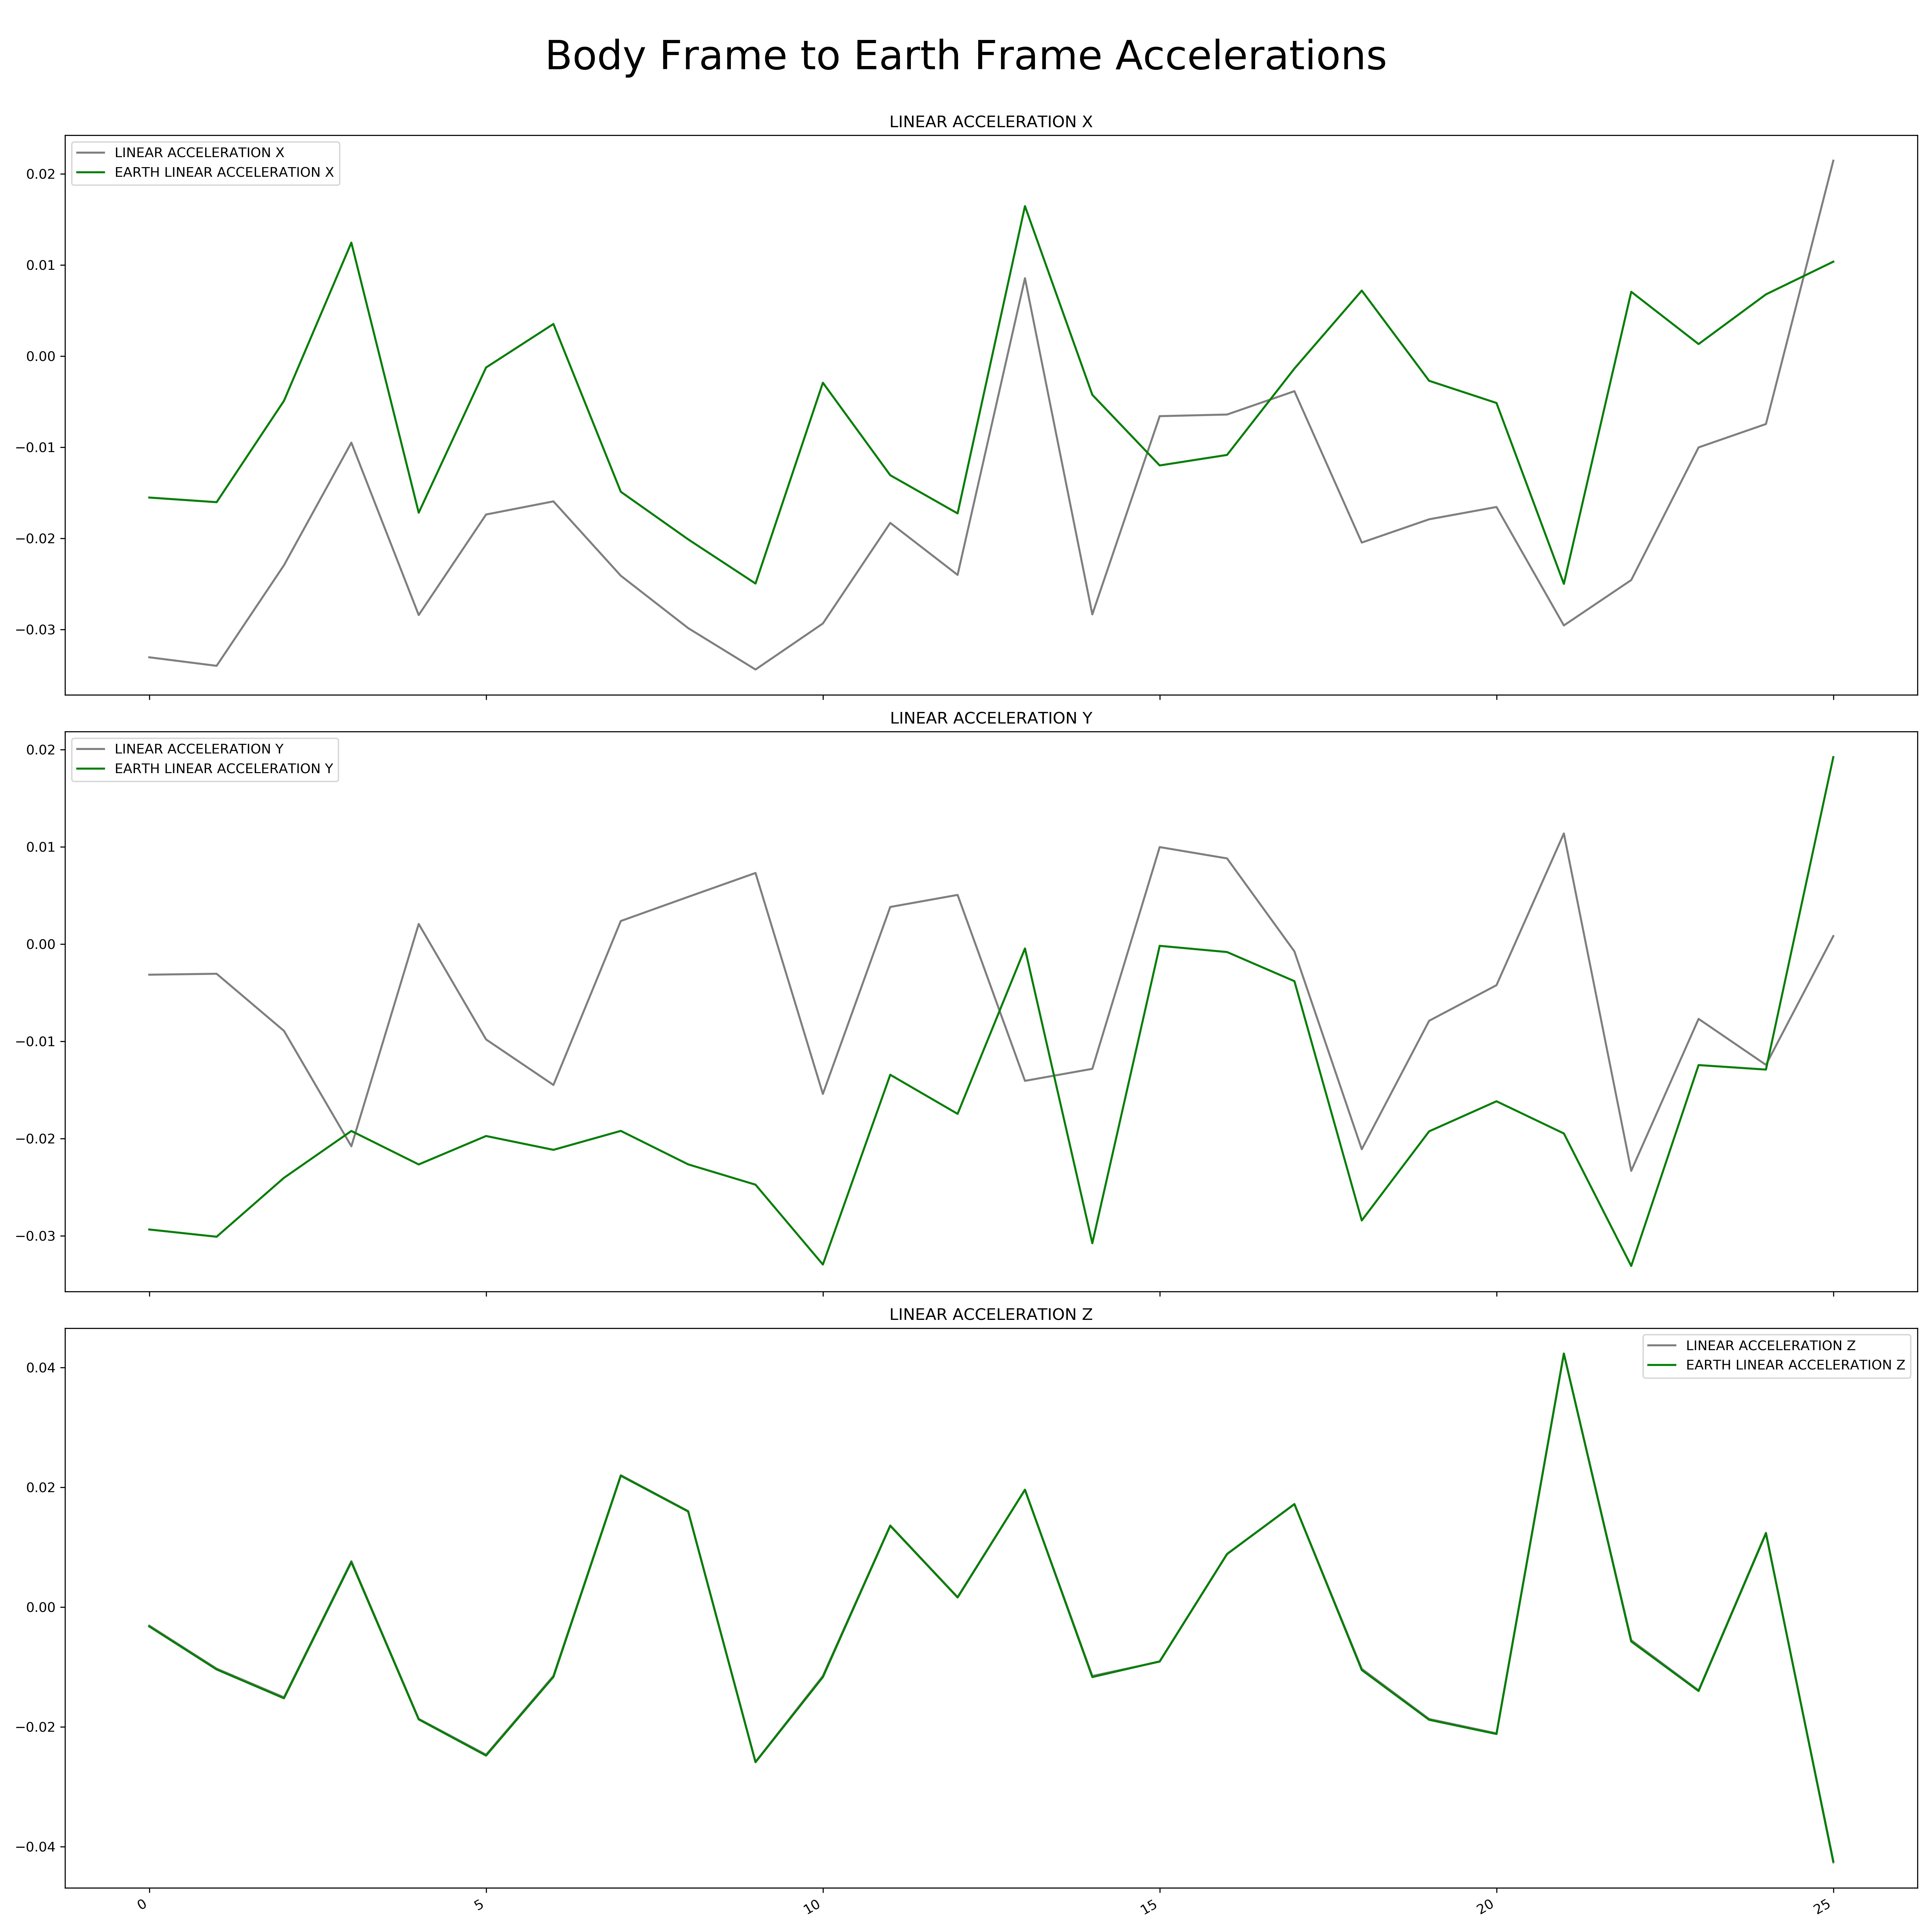 Body Frame to Earth Frame Accelerations
LINEAR ACCELERATION X
LINEAR ACCELERATION X
EARTH LINEAR ACCELERATION X
0.02
0.01
0.00
−0.01
−0.02
−0.03
LINEAR ACCELERATION Y
LINEAR ACCELERATION Y
EARTH LINEAR ACCELERATION Y
0.02
0.01
0.00
−0.01
−0.02
−0.03
LINEAR ACCELERATION Z
LINEAR ACCELERATION Z
EARTH LINEAR ACCELERATION Z
0.04
0.02
0.00
−0.02
−0.04
0 5 10 15 20 25